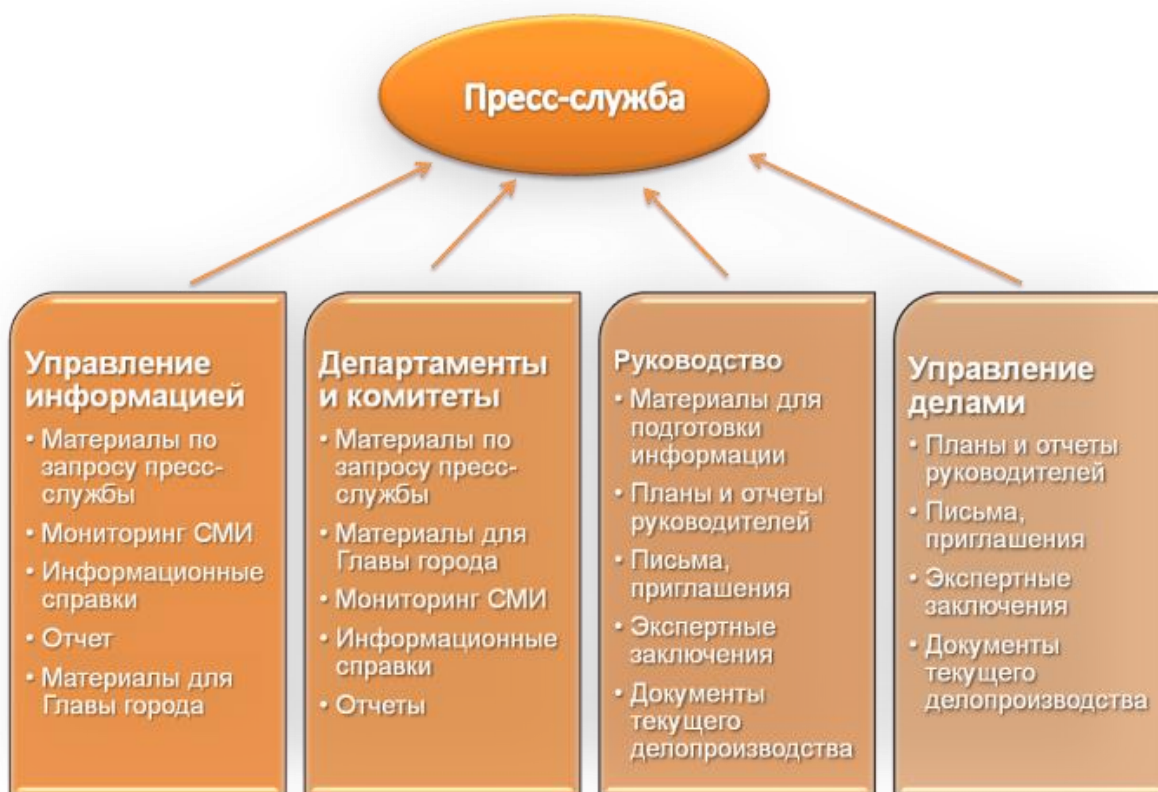 Пресс-служба
Управление
информацией
• Материалы по
запросу пресс-
службы
• Мониторинг СМИ
• Информационные
справки
• Отчет
• Материалы для
Главы города
Департаменты
и комитеты
• Материалы по
запросу пресс-
службы
• Материалы для
Главы города
• Мониторинг СМИ
• Информационные
справки
• Отчеты
Руководство
• Материалы для
подготовки
информации
• Планы и отчеты
руководителей
• Письма,
приглашения
• Экспертные
заключения
• Документы
текущего
делопроизводства
Управление
делами
• Планы и отчеты
руководителей
• Письма,
приглашения
• Экспертные
заключения
• Документы
текущего
делопроизводства